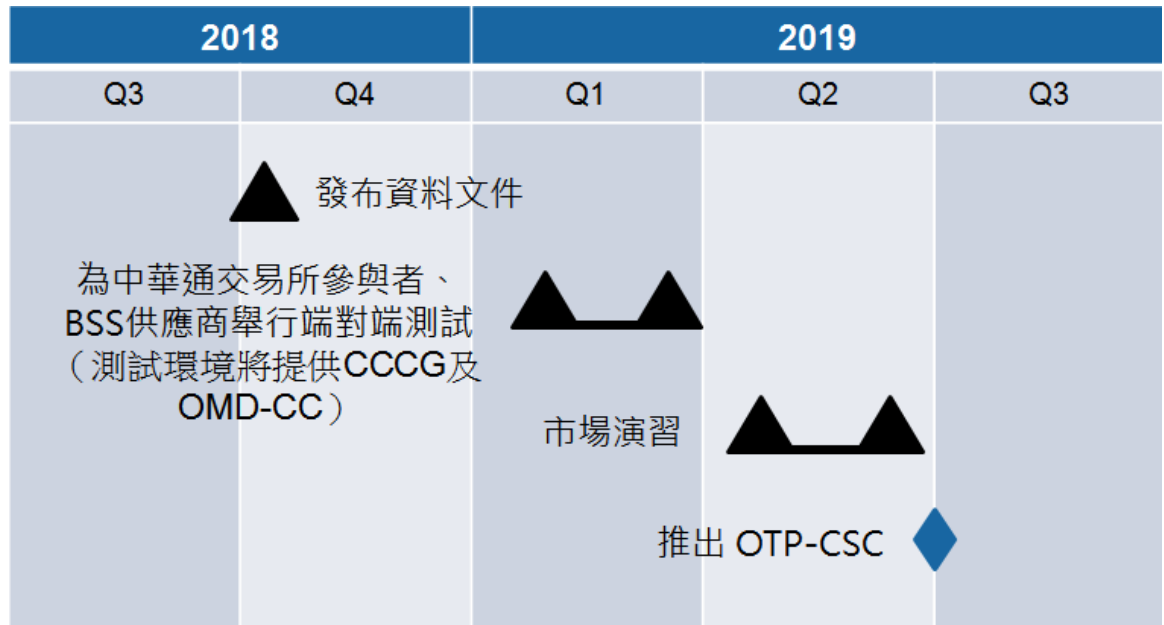 2018
2019
Q3
Q4
Q1
Q2
Q3
發布資料文件
為中華通交易所參與者、
BSS供應商舉行端對端測試
（測試環境將提供CCCG及
OMD-CC）
市場演習
推出 OTP-CSC